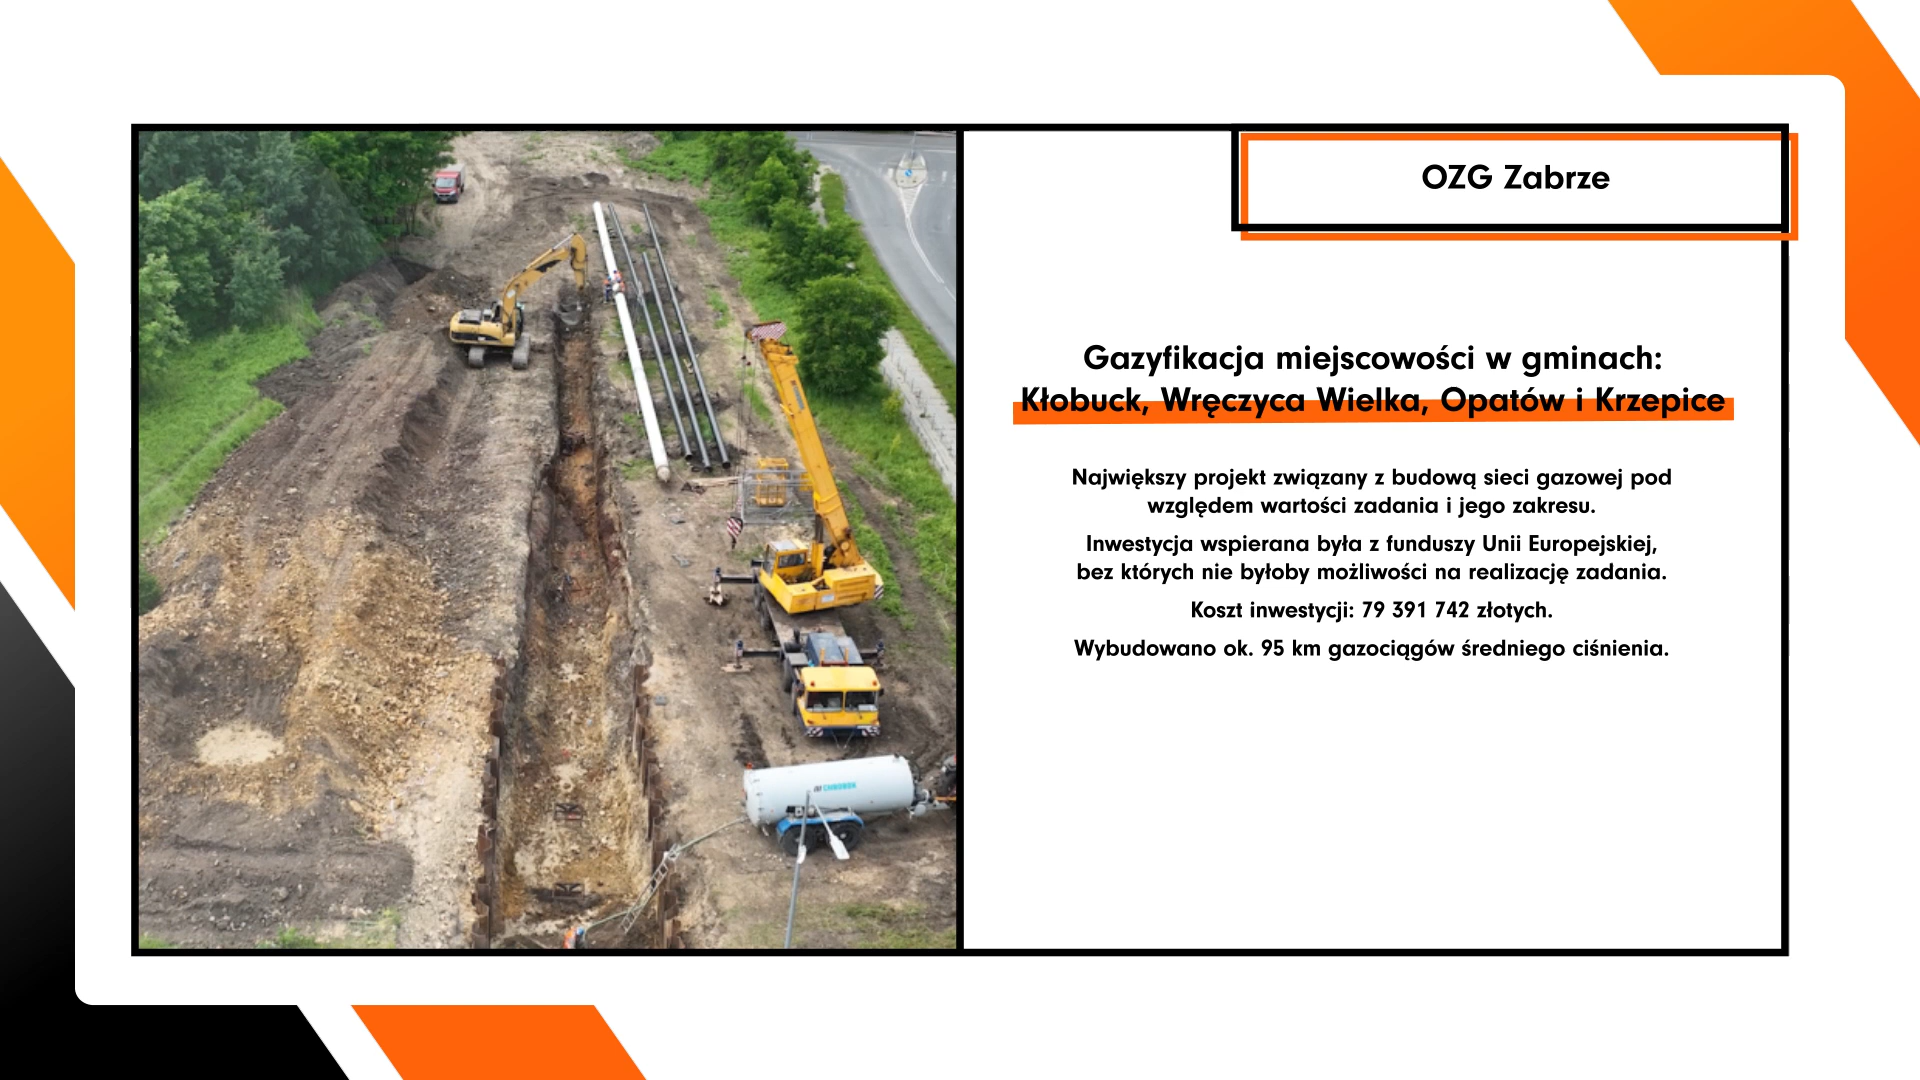 OZG Zabrze
Gazyfikacja miejscowości w gminach:
Kłobuck, Wręczyca Wielka, Opatów i Krzepice
Największy projekt związany z budową sieci gazowej pod
względem wartości zadania i jego zakresu.
Inwestycja wspierana była z funduszy Unii Europejskiej,
bez których nie byłoby możliwości na realizację zadania.
Koszt inwestycji: 79 391 742 złotych.
Wybudowano ok. 95 km gazociągów średniego ciśnienia.